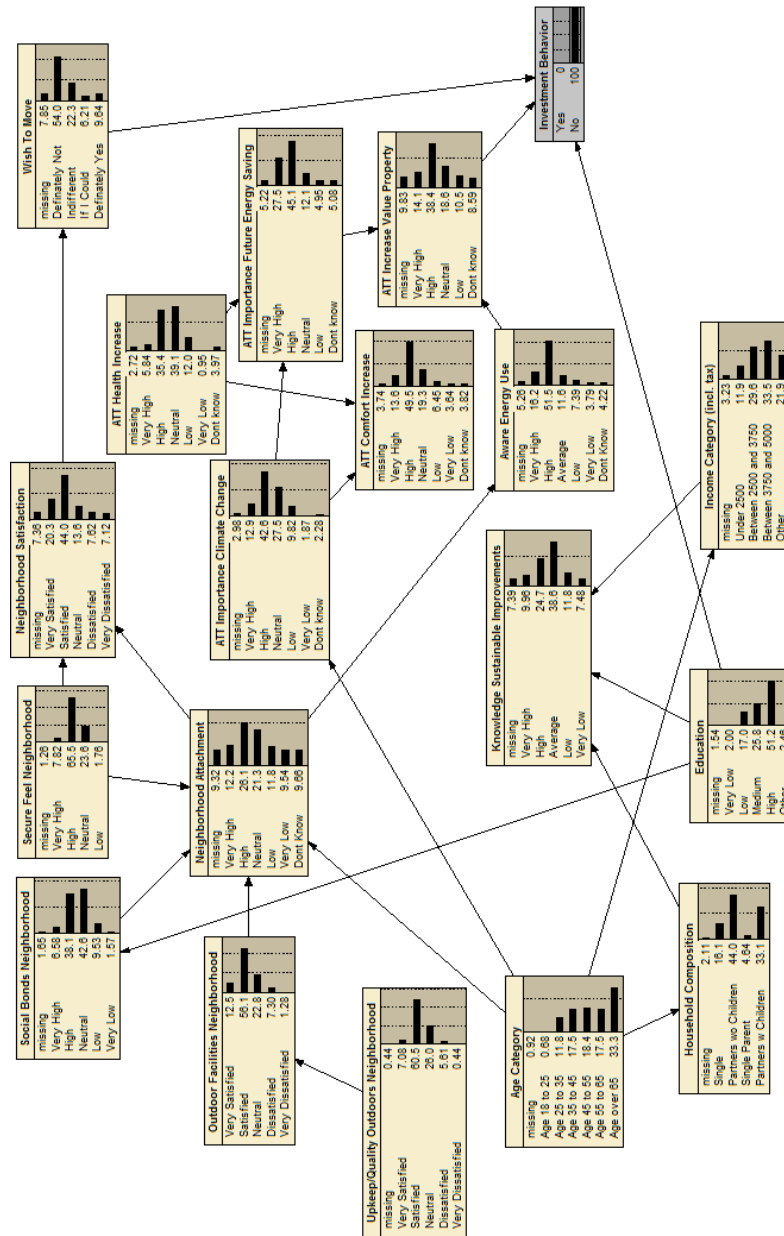 Social Bonds Neighborhood
missing 1.65
Very High 6.58
High 38.1
Neutral 42.6
Low 9.53
Very Low 1.57
Secure Feel Neighborhood
missing 1.26
Very High 7.82
High 65.5
Neutral 23.6
Low 1.76
Neighborhood Satisfaction
missing 7.36
Very Satisfied 20.3
Satisfied 44.0
Neutral 13.6
Dissatisfied 7.62
Very Dissatisfied 7.12
Wish To Move
missing 7.85
Definately Not 54.0
Indifferent 22.3
If I Could 6.21
Definately Yes 9.64
ATT Health Increase
missing 2.72
Very High 5.84
High 35.4
Neutral 39.1
Low 12.0
Very Low 0.95
Dont know 3.97
Outdoor Facilities Neighborhood
Very Satisfied 12.5
Satisfied 56.1
Neutral 22.8
Dissatisfied 7.30
Very Dissatisfied 1.28
Neighborhood Attachment
missing 9.32
Very High 12.2
High 26.1
Neutral 21.3
Low 11.8
Very Low 9.54
Dont Know 9.66
ATT Importance Climate Change
missing 2.98
Very High 12.9
High 42.6
Neutral 27.5
Low 9.82
Very Low 1.87
Dont know 2.28
ATT Importance Future Energy Saving
missing 5.22
Very High 27.5
High 45.1
Neutral 12.1
Low 4.95
Dont know 5.08
Upkeep/Quality Outdoors Neighborhood
missing 0.44
Very Satisfied 7.08
Satisfied 60.5
Neutral 26.0
Dissatisfied 5.61
Very Dissatisfied 0.44
ATT Comfort Increase
missing 3.74
Very High 13.6
High 49.5
Neutral 19.3
Low 6.45
Very Low 3.64
Dont know 3.82
ATT Increase Value Property
missing 9.83
Very High 14.1
High 38.4
Neutral 18.6
Low 10.5
Dont know 8.59
Knowledge Sustainable Improvements
missing 7.39
Very High 9.96
High 24.7
Average 38.6
Low 11.8
Very Low 7.48
Aware Energy Use
missing 5.26
Very High 16.2
High 51.5
Average 11.6
Low 7.39
Very Low 3.79
Dont Know 4.22
Age Category
missing 0.92
Age 18 to 25 0.68
Age 25 to 35 11.8
Age 35 to 45 17.5
Age 45 to 55 18.4
Age 55 to 65 17.5
Age over 65 33.3
Investment Behavior
Yes 0
No 100
Household Composition
missing 2.11
Single 16.1
Partners wo Children 44.0
Single Parent 4.64
Partners w Children 33.1
Education
missing 1.54
Very Low 2.00
Low 17.0
Medium 25.8
High 51.2
Other
Income Category (incl. tax)
missing 3.23
Under 2500 11.9
Between 2500 and 3750 29.6
Between 3750 and 5000 33.5
Other 21.9